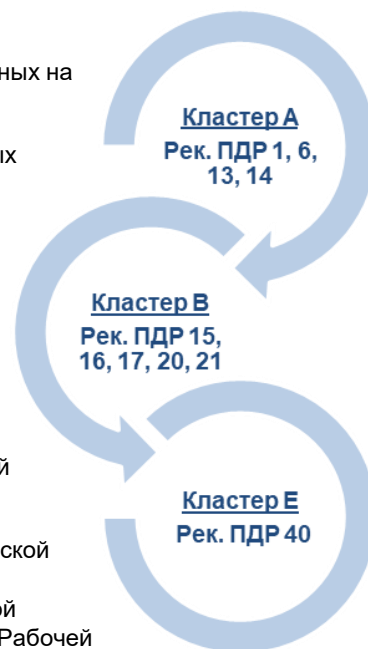 ных на
ых
Кластер А
Рек. ПДР 1, 6,
13, 14
Кластер В
Рек. ПДР 15,
16, 17, 20, 21
й
Кластер Е
Рек. ПДР 40
ской
ой
Рабочей